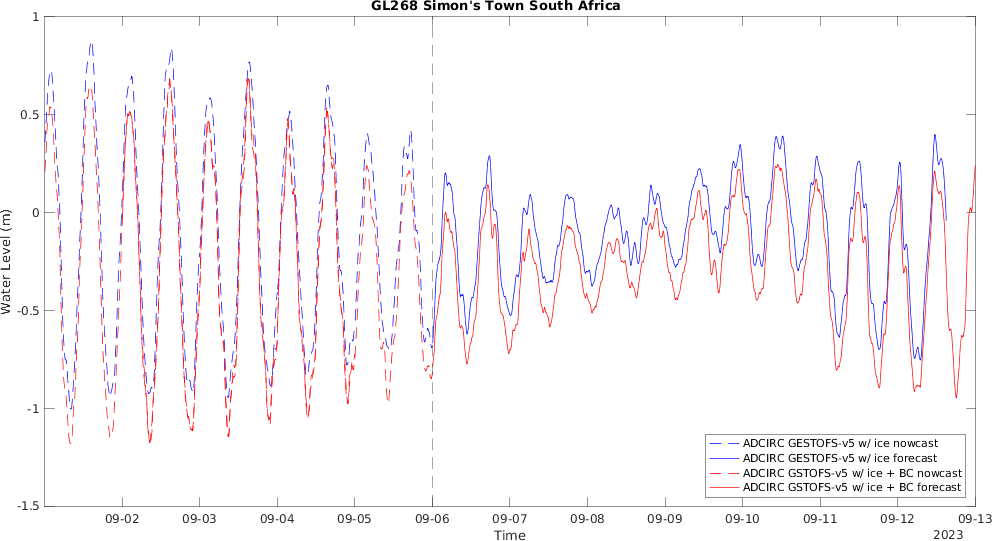 GL268 Simon's Town South Africa
Water Level (m)
1
0.5
0
-0.5
-1
-1.5
ADCIRC GESTOFS-v5 w/ ice nowcast
ADCIRC GESTOFS-v5 w/ ice forecast
ADCIRC GSTOFS-v5 w/ ice + BC nowcast
ADCIRC GSTOFS-v5 w/ ice + BC forecast
09-02 09-03 09-04 09-05 09-06 09-07 09-08 09-09 09-10 09-11 09-12 09-13
Time
2023